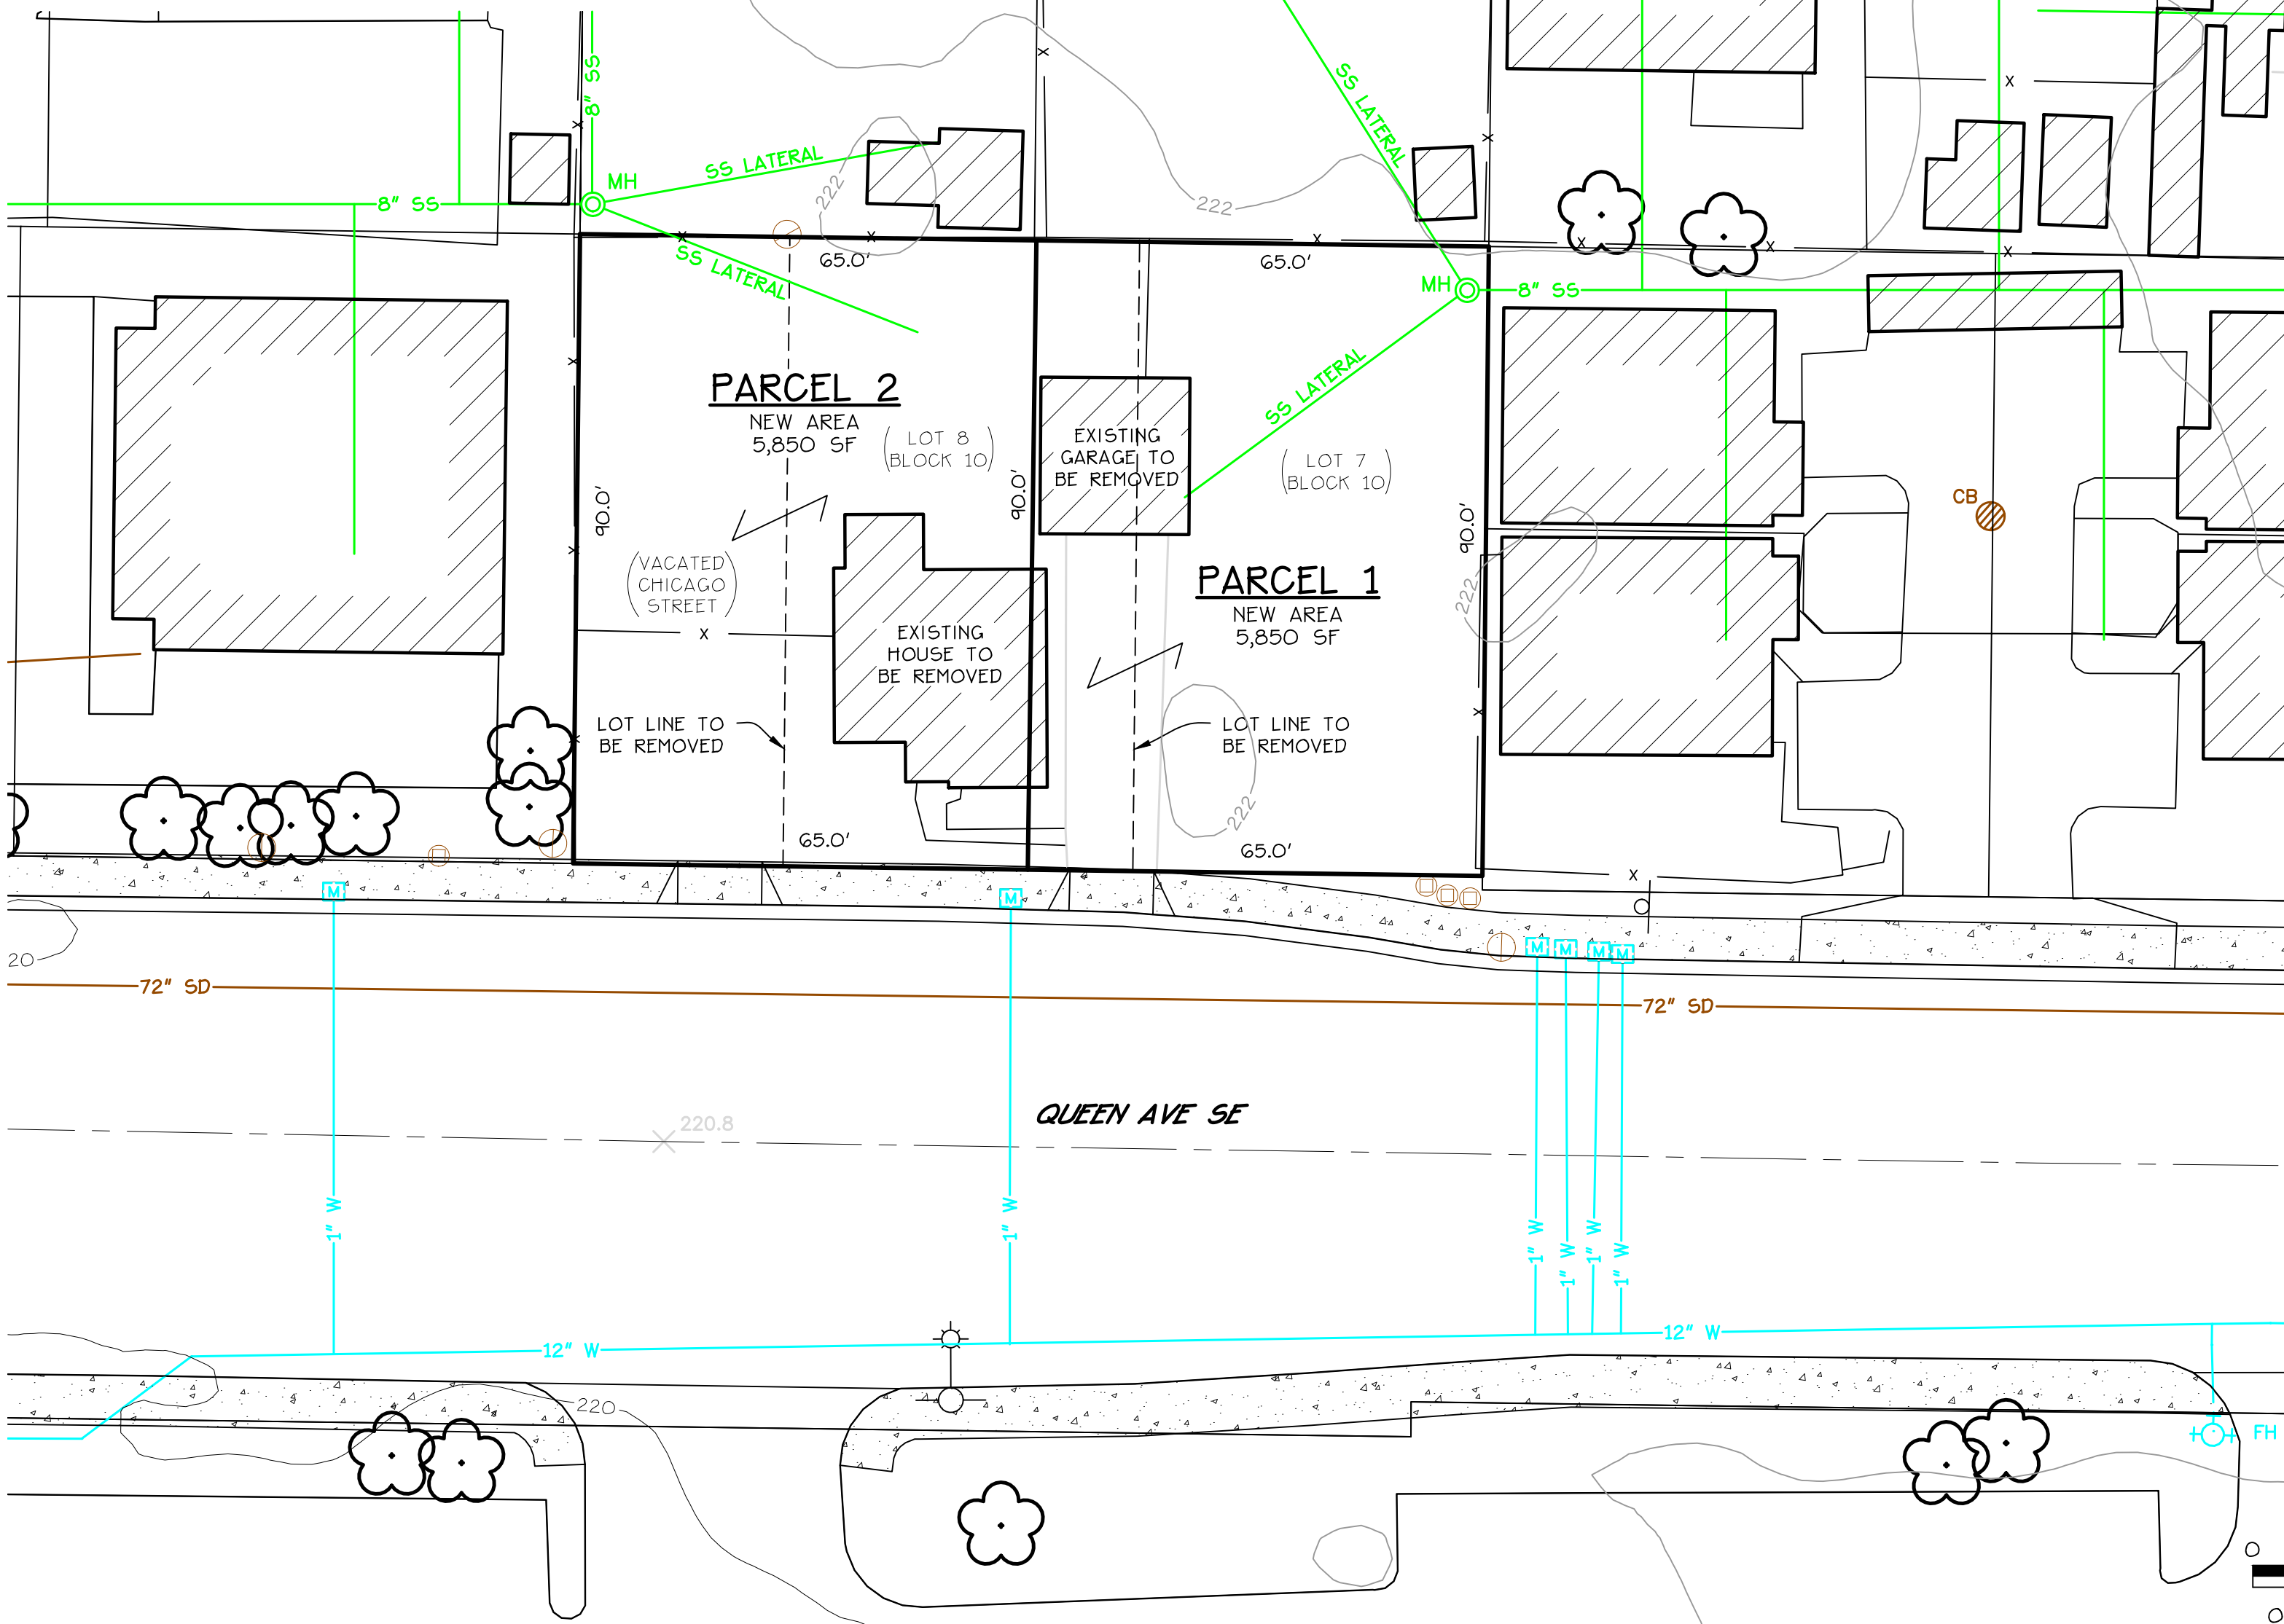 8" SS
SS LATERAL
SS LATERAL
MH
8" SS
222
222
SS LATERAL
65.0'
65.0'
MH
8" SS
PARCEL 2
NEW AREA
5,850 SF
(LOT 8
BLOCK 10)
EXISTING
GARAGE TO
BE REMOVED
SS LATERAL
(LOT 7
BLOCK 10)
90.0'
90.0'
90.0'
CB
(VACATED
CHICAGO
STREET)
PARCEL 1
NEW AREA
5,850 SF
222
EXISTING
HOUSE TO
BE REMOVED
LOT LINE TO
BE REMOVED
LOT LINE TO
BE REMOVED
222
65.0'
65.0'
M
M
M
M
M
M
20
72" SD
72" SD
QUEEN AVE SE
220.8
1" W
1" W
1" W
1" W
1" W
1" W
12" W
12" W
220
FH
0
0